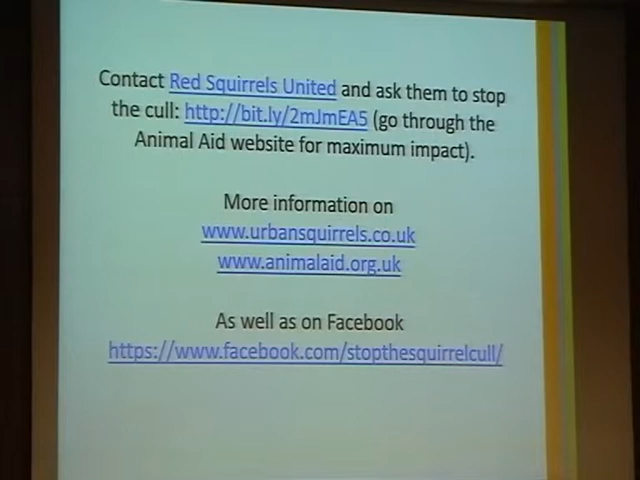 Contact Red Squirrels United and ask them to stop
the cull: http://bit.ly/2mJmEA5 (go through the
Animal Aid website for maximum impact).
More information on
www.urbansquirrels.co.uk
www.animalaid.org.uk
As well as on Facebook
https://www.facebook.com/stopthesquirrelcull/